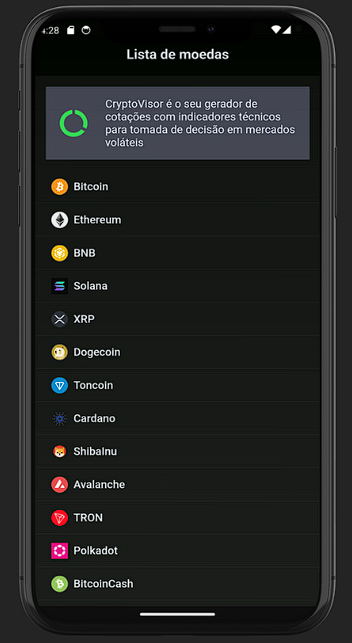 4:28
Lista de moedas
CryptoVisor é o seu gerador de
cotações com indicadores técnicos
para tomada de decisão em mercados
voláteis
Bitcoin
Ethereum
BNB
Solana
XRP
Dogecoin
Toncoin
Cardano
ShibaInu
Avalanche
TRON
Polkadot
BitcoinCash